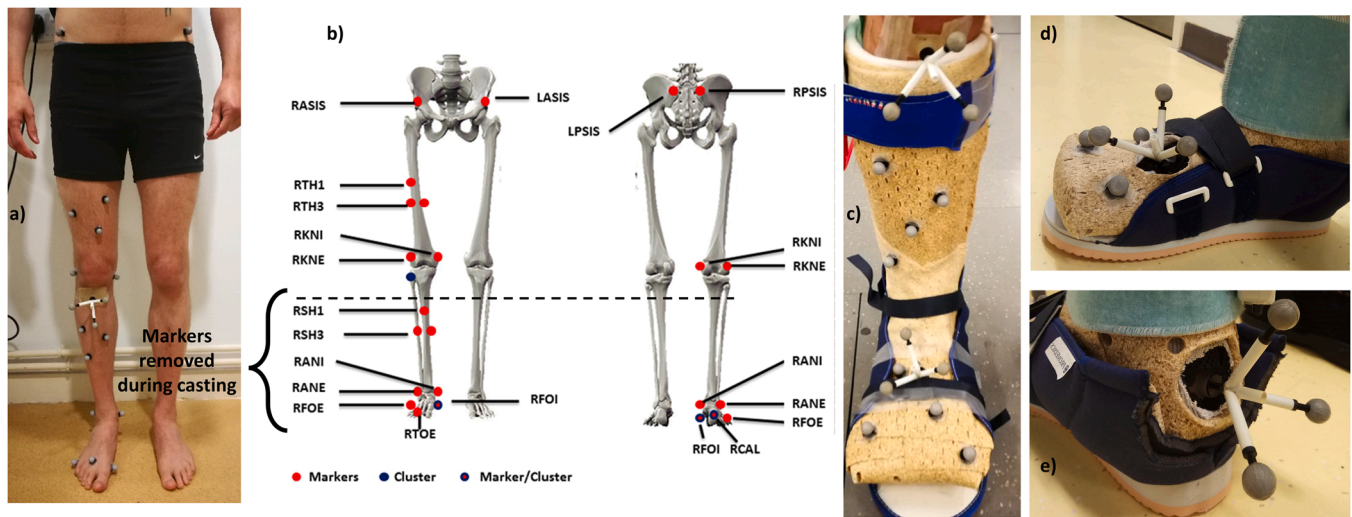 a)
Markers
removed
during casting
b)
RASIS
LASIS
RTH1
RTH3
RKNI
RKNE
RSH1
RSH3
RANI
RANE
RFOE
RTOE
RFOI
LPSIS
RPSIS
RKNI
RKNE
RANI
RANE
RFOE
RFOI
RCAL
Markers
Cluster
Marker/Cluster
c)
d)
e)